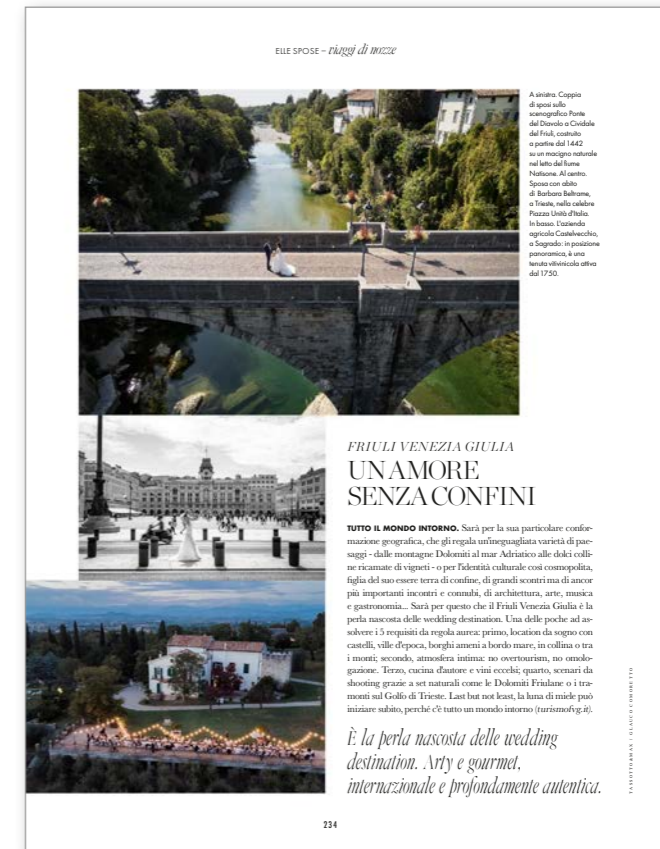 ELLE SPOSE – viaggi di nozze
A sinistra. Coppia
di sposi sullo
scenografico Ponte
del Diavolo a Cividale
del Friuli, costruito
a partire dal 1442
su un macigno naturale
nel letto del fiume
Natisone. Al centro.
Sposa con abito
di Barbara Beltrame,
a Trieste, nella celebre
Piazza Unità d'Italia.
In basso. L'azienda
agricola Castelvecchio,
a Sagrado: in posizione
panoramica, è una
tenuta vitivinicola attiva
dal 1750.
FRIULI VENEZIA GIULIA
UN AMORE
SENZA CONFINI
TUTTO IL MONDO INTORNO. Sarà per la sua particolare confor-
mazione geografica, che gli regala un'ineguagliata varietà di pae-
saggi - dalle montagne Dolomiti al mar Adriatico alle dolci colli-
ne ricamate di vigneti - o per l'identità culturale così cosmopolita,
figlia del suo essere terra di confine, di grandi scontri ma di ancor
più importanti incontri e connubi, di architettura, arte, musica
e gastronomia... Sarà per questo che il Friuli Venezia Giulia è la
perla nascosta delle wedding destination. Una delle poche ad as-
solvere i 5 requisiti da regola aurea: primo, location da sogno con
castelli, ville d'epoca, borghi ameni a bordo mare, in collina o tra
i monti; secondo, atmosfera intima: no overtourism, no omolo-
gazione. Terzo, cucina d'autore e vini eccelsi; quarto, scenari da
shooting grazie a set naturali come le Dolomiti Friulane o i tra-
monti sul Golfo di Trieste. Last but not least, la luna di miele può
iniziare subito, perché c'è tutto un mondo intorno (turismofvg.it).
È la perla nascosta delle wedding
destination. Arty e gourmet,
internazionale e profondamente autentica.
FASSOTTO&MAX / GLAUCO COMORETTO
234